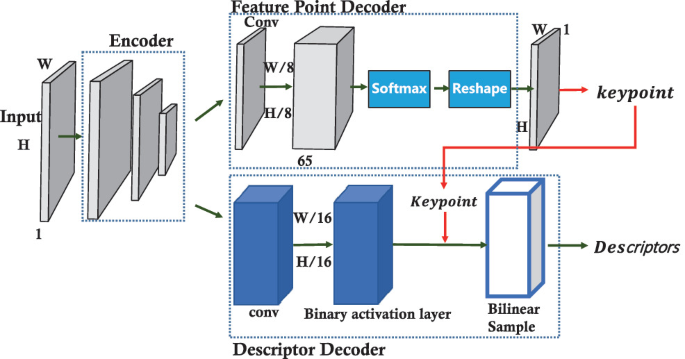 Feature Point Decoder
Encoder
Conv
W
1
W
W/8
Input
Softmax
Reshape
keypoint
H/8
H
H
65
1
Keypoint
W/16
Descriptors
H/16
conv
Binary activation layer
Bilinear
Sample
Descriptor Decoder